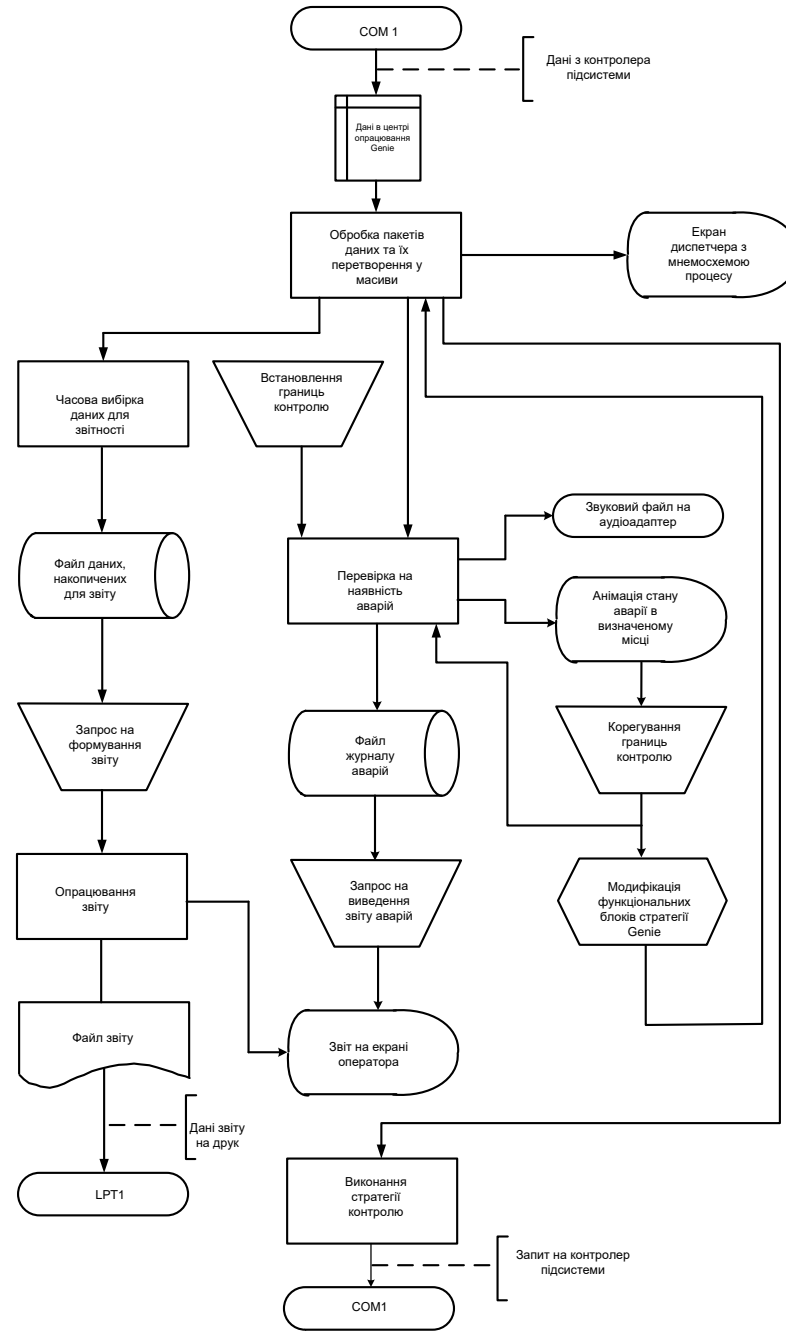 COM 1
Дані з контролера
підсистеми
Дані в центрі
опрацювання
Genie
Обробка пакетів
даних та їх
перетворення у
масиви
Екран
диспетчера з
мнемосхемою
процесу
Часова вибірка
даних для
звітності
Встановлення
границь
контролю
Звуковий файл на
аудіоадаптер
Файл даних,
накопичених
для звіту
Перевірка на
наявність
аварій
Анімація стану
аварії в
визначеному
місці
Запрос на
формування
звіту
Файл
журналу
аварій
Корегування
границь
контролю
Опрацювання
звіту
Запрос на
виведення
звіту аварій
Модифікація
функціональних
блоків стратегії
Genie
Файл звіту
Звіт на екрані
оператора
Дані звіту
на друк
LPT1
Виконання
стратегії
контролю
Запит на контролер
підсистеми
COM1